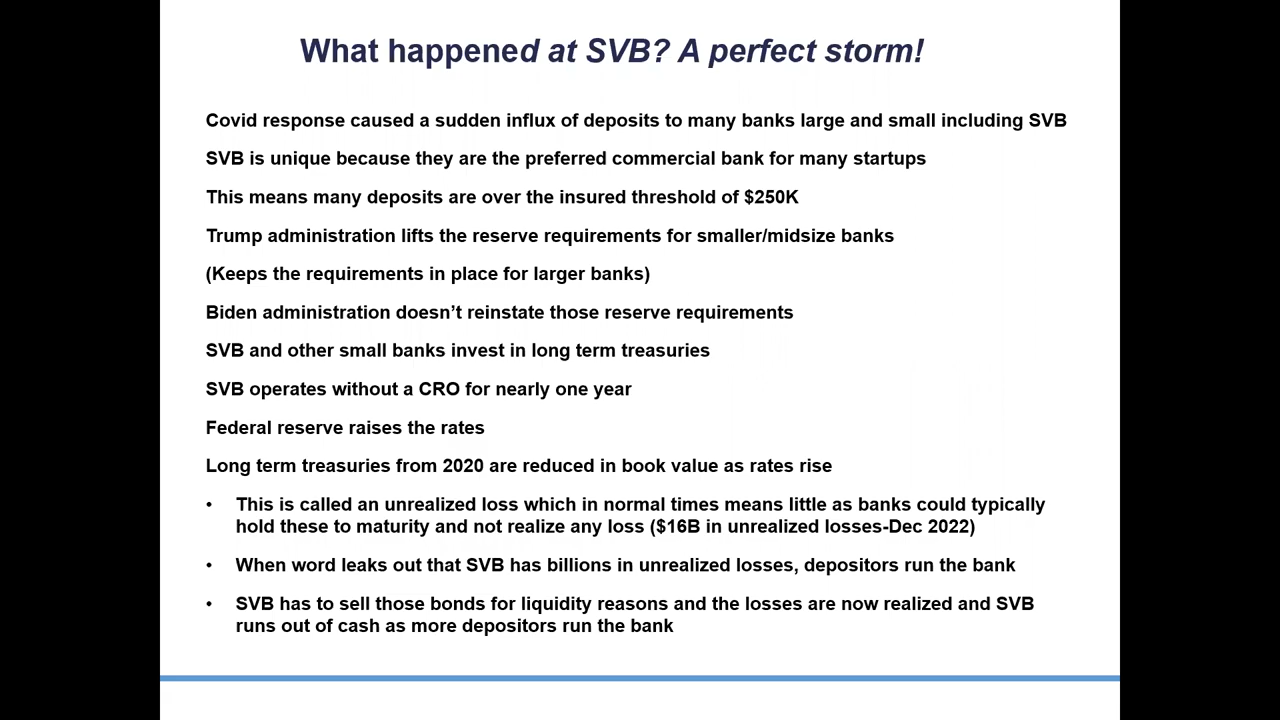 What happened at SVB? A perfect storm!
Covid response caused a sudden influx of deposits to many banks large and small including SVB
SVB is unique because they are the preferred commercial bank for many startups
This means many deposits are over the insured threshold of $250K
Trump administration lifts the reserve requirements for smaller/midsize banks
(Keeps the requirements in place for larger banks)
Biden administration doesn’t reinstate those reserve requirements
SVB and other small banks invest in long term treasuries
SVB operates without a CRO for nearly one year
Federal reserve raises the rates
Long term treasuries from 2020 are reduced in book value as rates rise
• This is called an unrealized loss which in normal times means little as banks could typically
hold these to maturity and not realize any loss ($16B in unrealized losses-Dec 2022)
• When word leaks out that SVB has billions in unrealized losses, depositors run the bank
• SVB has to sell those bonds for liquidity reasons and the losses are now realized and SVB
runs out of cash as more depositors run the bank